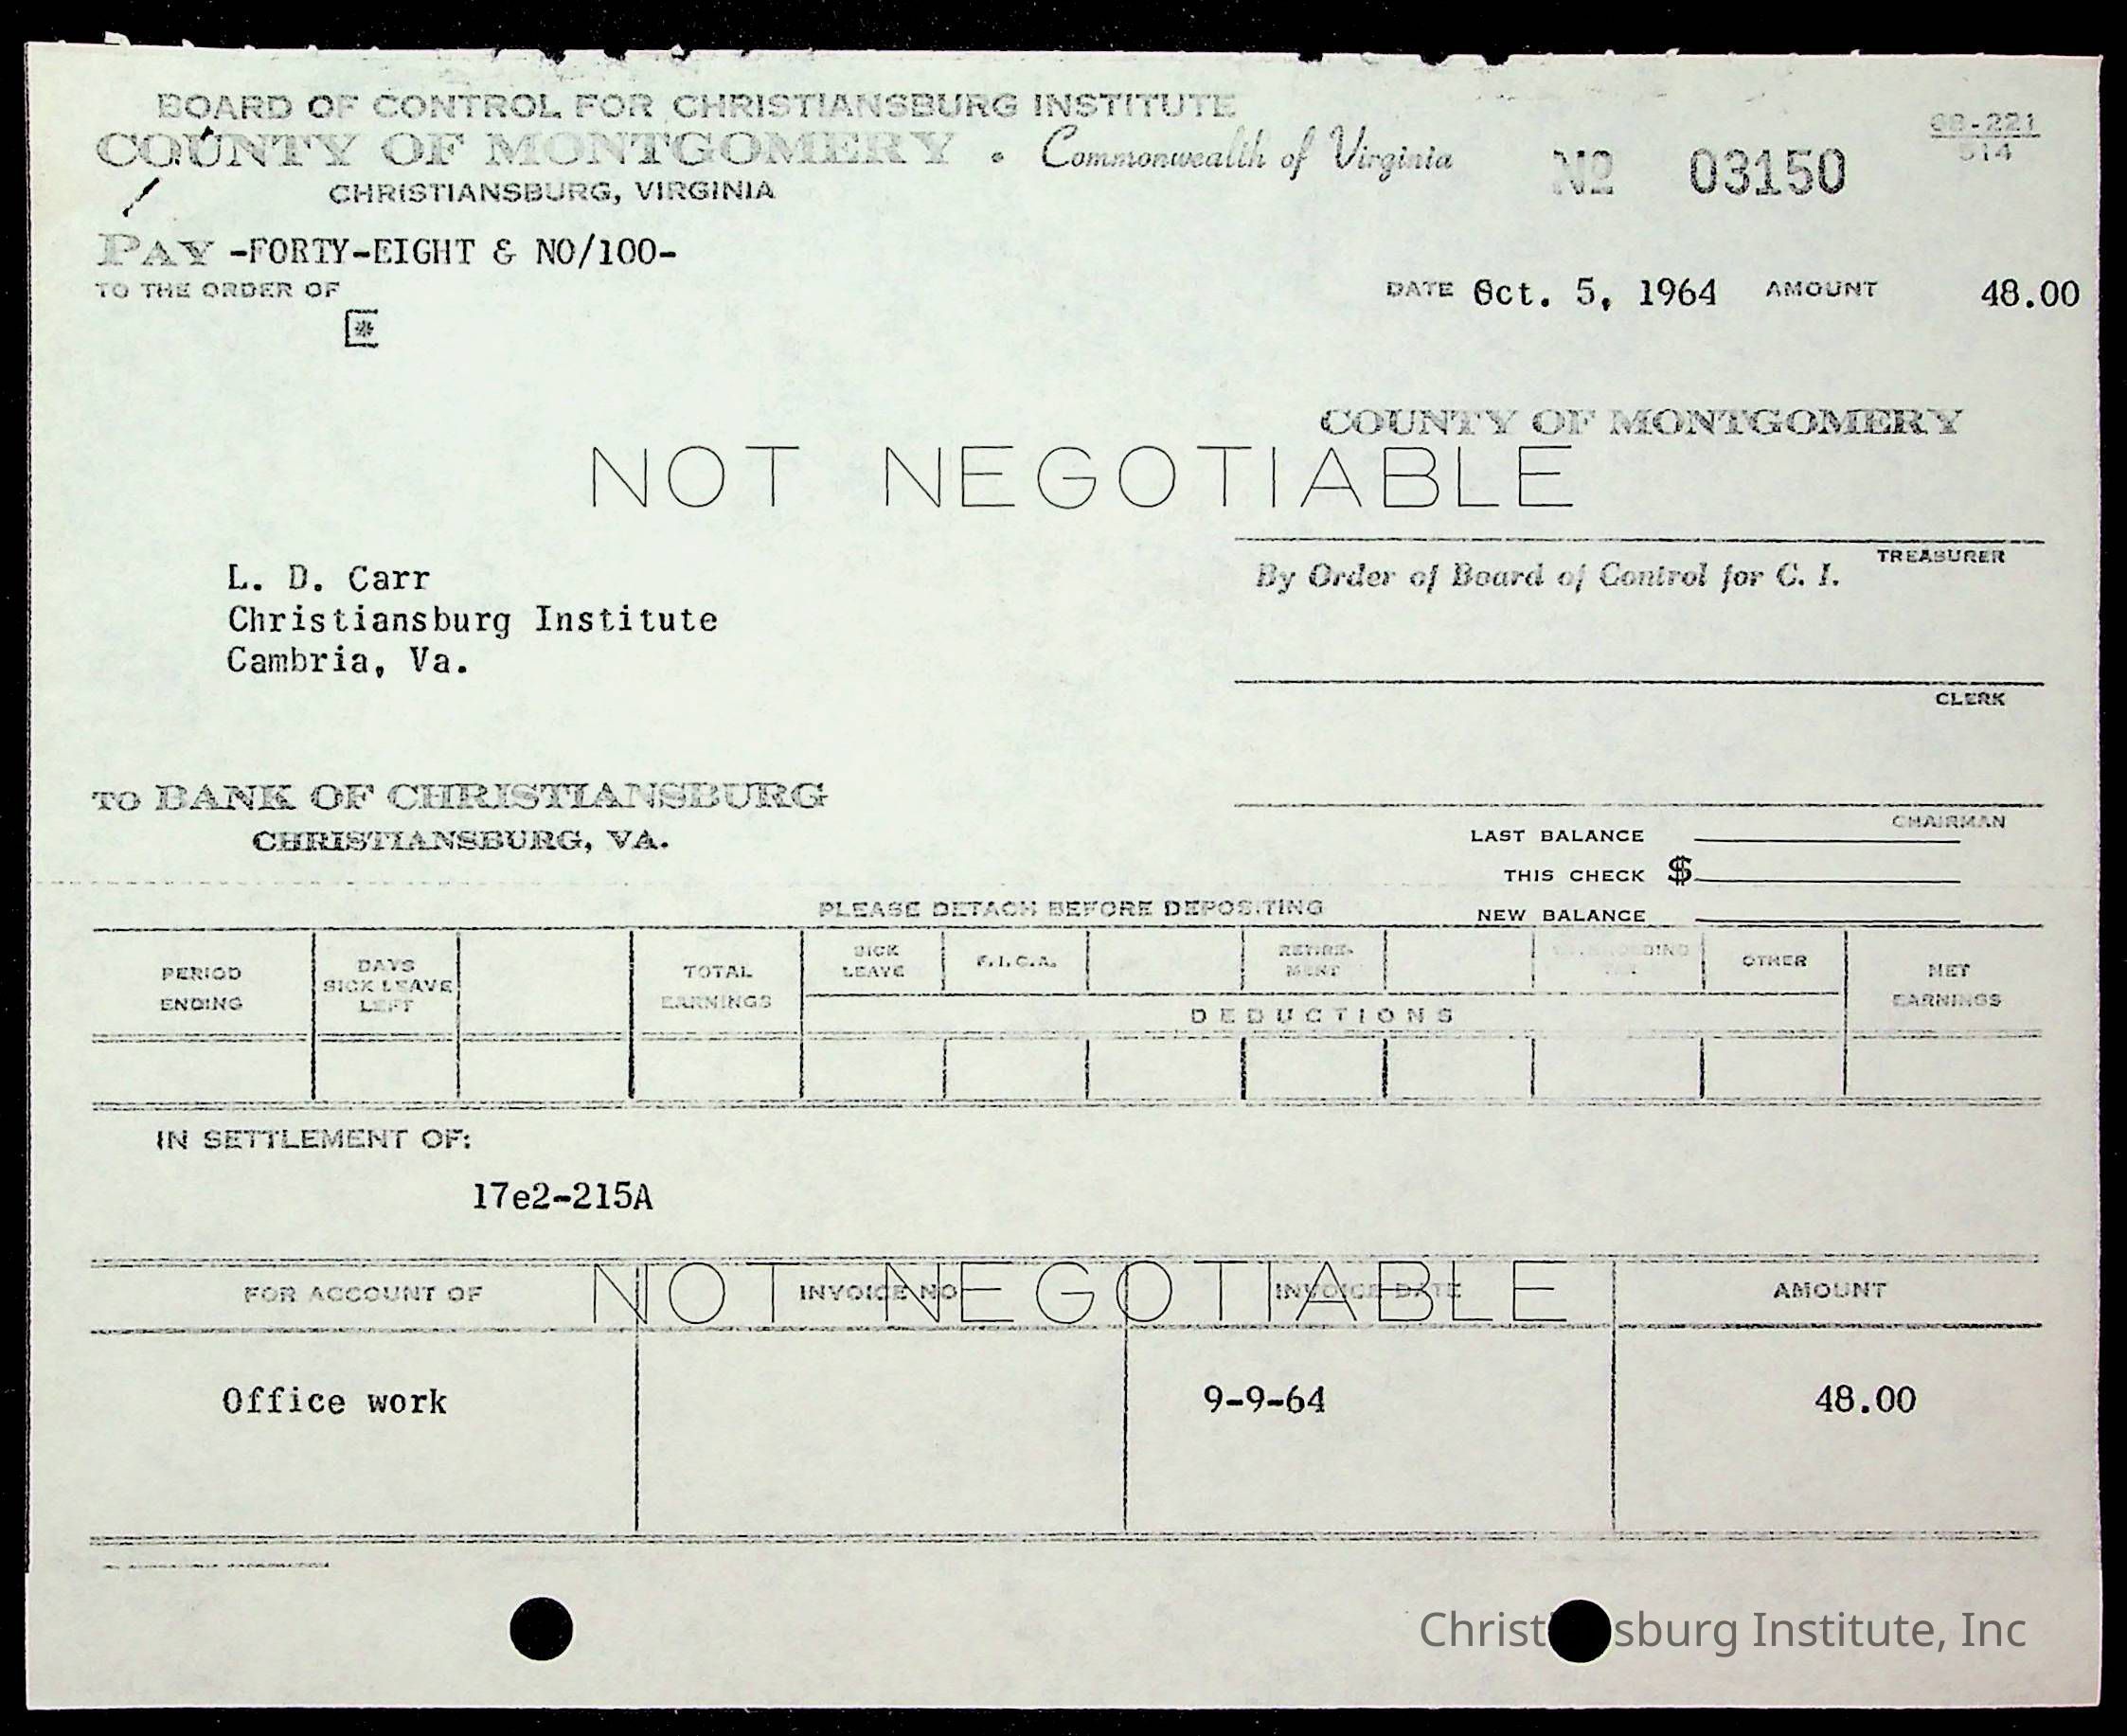 BOARD OF CONTROL FOR CHRISTIANSBURG INSTITUTE
COUNTY OF MONTGOMERY . Commonwealth of Virginia
CHRISTIANSBURG, VIRGINIA
No 03150
68-221
514
PAY -FORTY-EIGHT & NO/100-
TO THE ORDER OF
DATE Oct. 5, 1964 AMOUNT 48.00
COUNTY OF MONTGOMERY
NOT NEGOTIABLE
TREASURER
By Order of Board of Control for C. I.
L. D. Carr
Christiansburg Institute
Cambria, Va.
CLERK
TO BANK OF CHRISTIANSBURG
CHRISTIANSBURG, VA.
CHAIRMAN
LAST BALANCE
THIS CHECK $
NEW BALANCE
PLEASE DETACH BEFORE DEPOSITING
PERIOD ENDING
DAYS SICK LEAVE LEFT
TOTAL EARNINGS
SICK LEAVE
F.I.C.A.
RETIRE-MENT
OTHER
NET EARNINGS
DEDUCTIONS
IN SETTLEMENT OF:
17e2-215A
NOT NEGOTIABLE
FOR ACCOUNT OF INVOICE NO INVOICE DATE AMOUNT
Office work 9-9-64 48.00
Christ sburg Institute, Inc